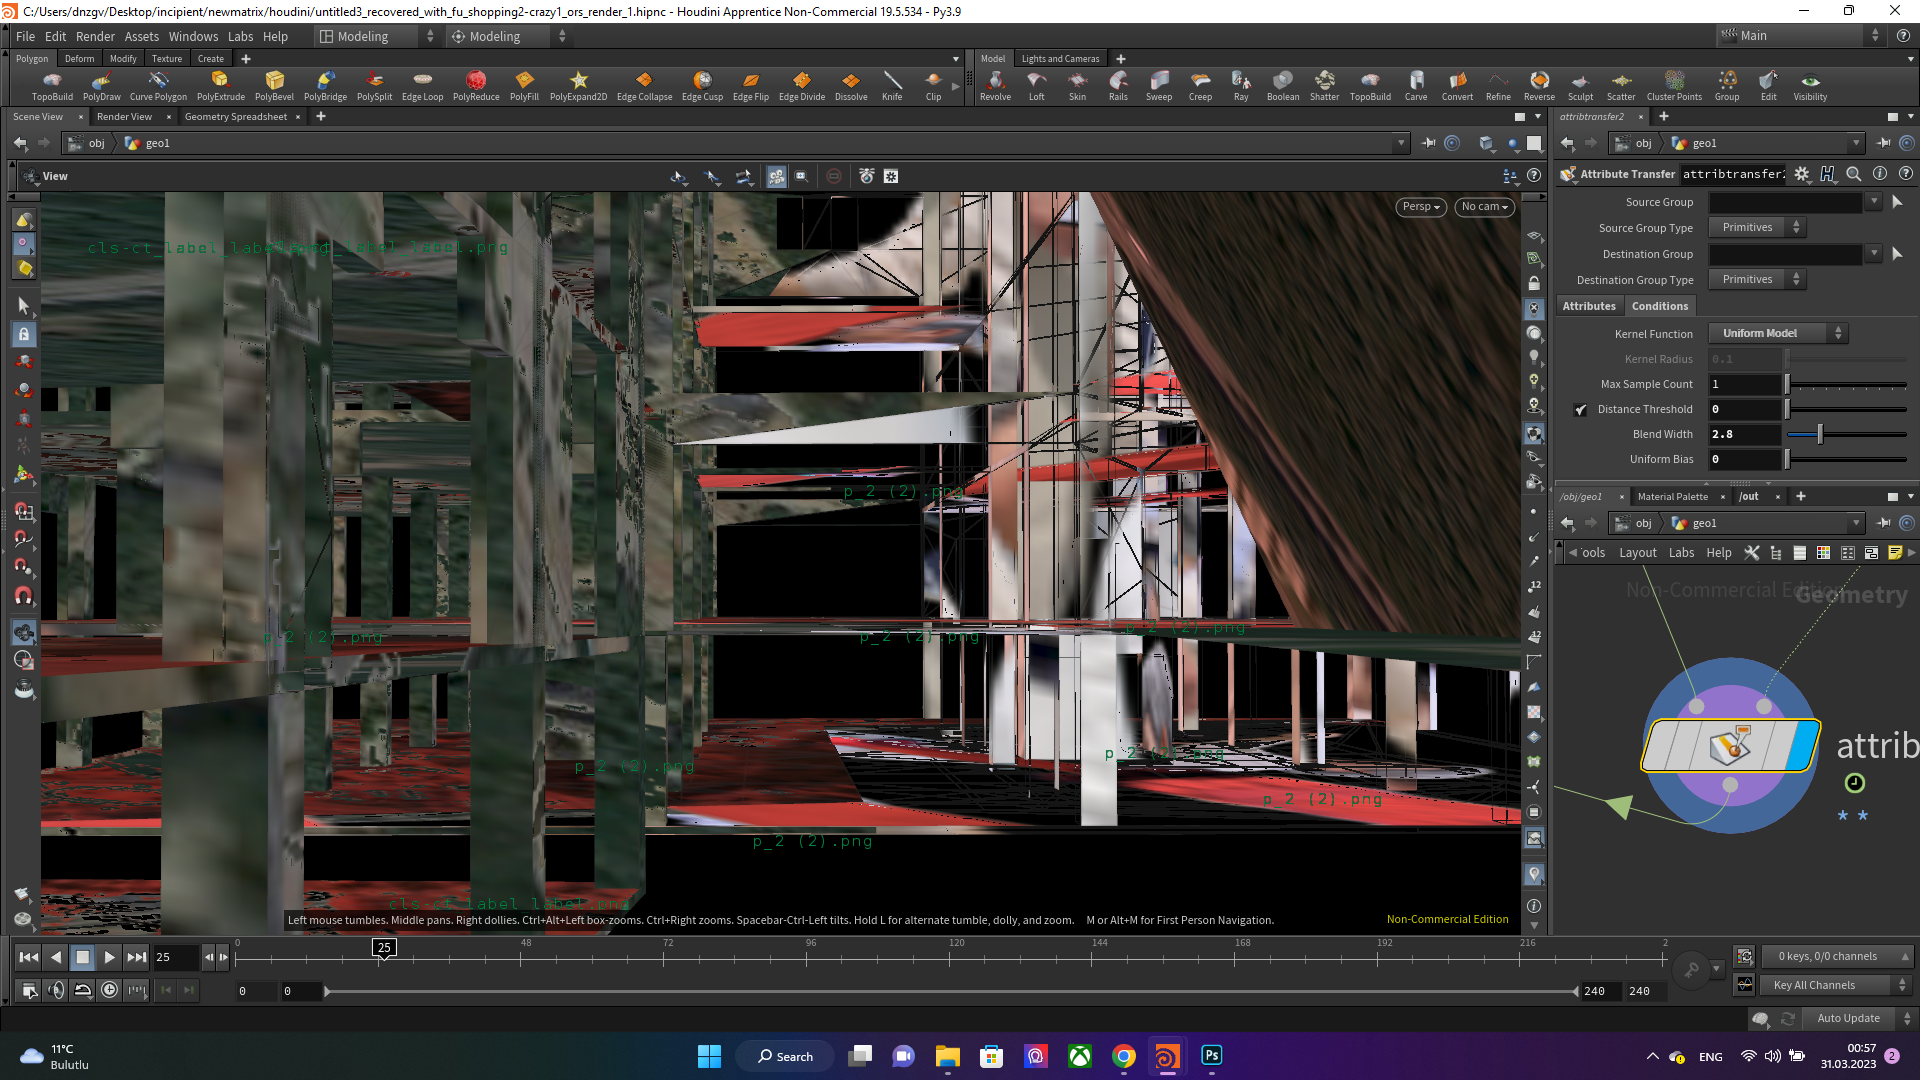 C:/Users/dnzgv/Desktop/incipient/newmatrix/houdini/untitled3_recovered_with_fu_shopping2-crazy1_ors_render_1.hipnc - Houdini Apprentice Non-Commercial 19.5.534 - Py3.9
File Edit Render Assets Windows Labs Help Modeling Modeling Main
Polygon Deform Modify Texture Create
Model Lights and Cameras
TopoBuild PolyDraw Curve Polygon PolyExtrude PolyBevel PolyBridge PolySplit Edge Loop PolyReduce PolyFill PolyExpand2D Edge Collapse Edge Cusp Edge Flip Edge Divide Dissolve Knife Clip
Revolve Loft Skin Rails Sweep Creep Ray Boolean Shatter TopoBuild Carve Convert Refine Reverse Sculpt Scatter Cluster Points Group Edit Visibility
Scene View Render View Geometry Spreadsheet
obj geo1
View
Persp No cam
p_2 (2).png
p_2 (2).png
p_2 (2).png
p_2 (2).png
p_2 (2).png
p_2 (2).png
p_2 (2).png
p_2 (2).png
cls-ct_label_label.png
Left mouse tumbles. Middle pans. Right dollies. Ctrl+Alt+Left box-zooms. Ctrl+Right zooms. Spacebar-Ctrl-Left tilts. Hold L for alternate tumble, dolly, and zoom. M or Alt+M for First Person Navigation.
Non-Commercial Edition
attribtransfer2
obj geo1
Attribute Transfer attribtransfer2
Source Group
Source Group Type Primitives
Destination Group
Destination Group Type Primitives
Attributes Conditions
Kernel Function Uniform Model
Kernel Radius 0.1
Max Sample Count 1
Distance Threshold 0
Blend Width 2.8
Uniform Bias 0
/obj/geo1 Material Palette /out
obj geo1
ools Layout Labs Help
Non-Commercial Edition
Geometry
attrib
* *
0 25 48 72 96 120 144 168 192 216 2
25
0 0 240 240
0 keys, 0/0 channels
Key All Channels
Auto Update
11°C
Bulutlu
Search
Ps
ENG
00:57
31.03.2023
2